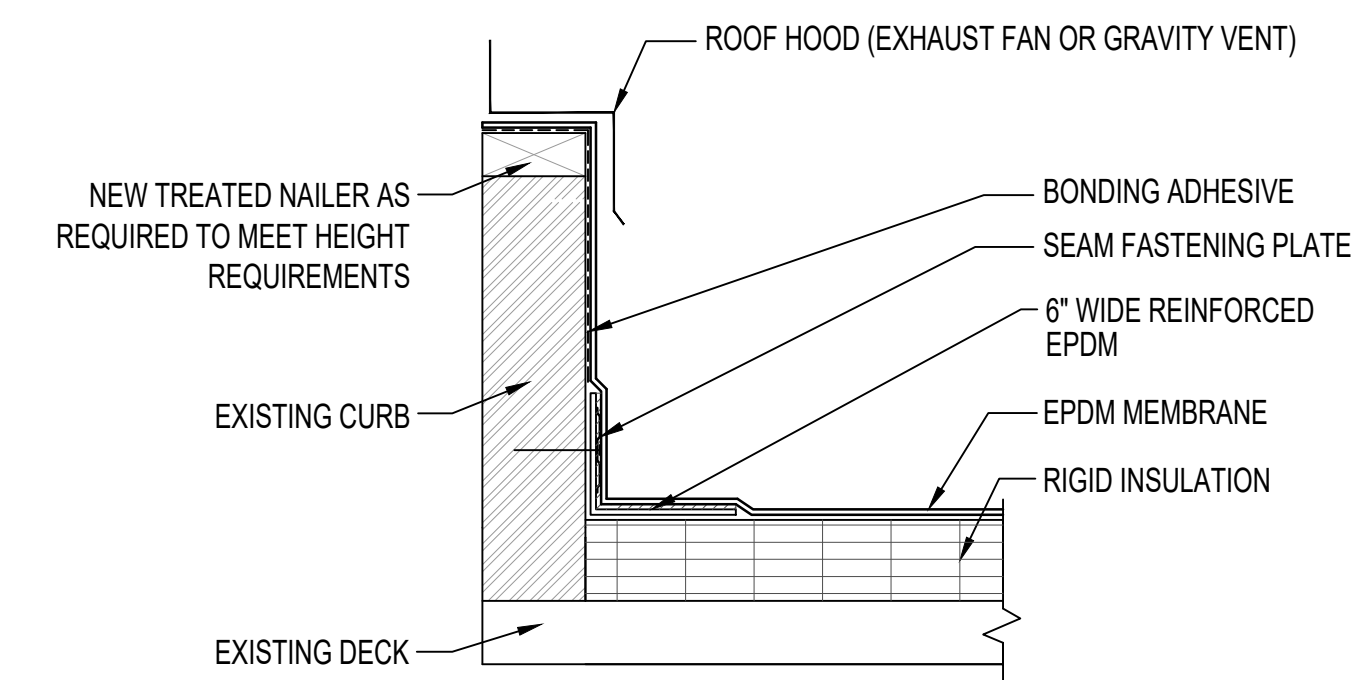 ROOF HOOD (EXHAUST FAN OR GRAVITY VENT)
NEW TREATED NAILER AS
REQUIRED TO MEET HEIGHT
REQUIREMENTS
EXISTING CURB
EXISTING DECK
BONDING ADHESIVE
SEAM FASTENING PLATE
6" WIDE REINFORCED
EPDM
EPDM MEMBRANE
RIGID INSULATION